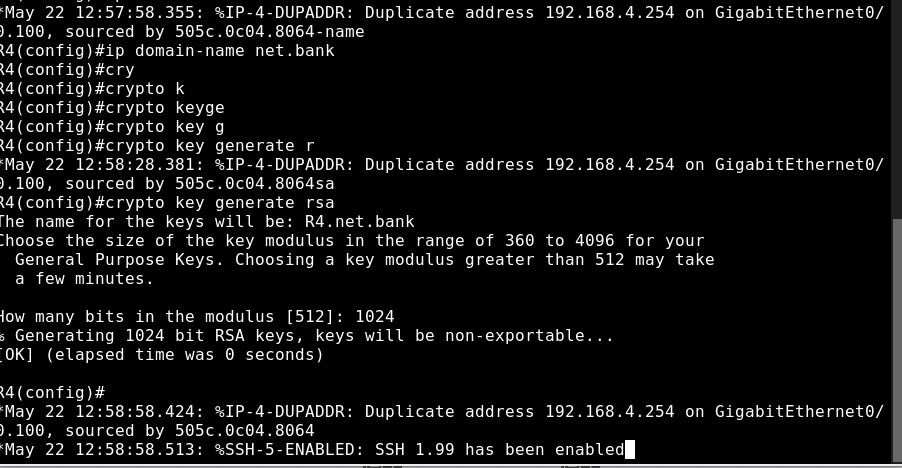 *May 22 12:57:58.355: %IP-4-DUPADDR: Duplicate address 192.168.4.254 on GigabitEthernet0/
0.100, sourced by 505c.0c04.8064-name
R4(config)#ip domain-name net.bank
R4(config)#cry
R4(config)#crypto k
R4(config)#crypto keyge
R4(config)#crypto key g
R4(config)#crypto key generate r
*May 22 12:58:28.381: %IP-4-DUPADDR: Duplicate address 192.168.4.254 on GigabitEthernet0/
0.100, sourced by 505c.0c04.8064sa
R4(config)#crypto key generate rsa
The name for the keys will be: R4.net.bank
Choose the size of the key modulus in the range of 360 to 4096 for your
  General Purpose Keys. Choosing a key modulus greater than 512 may take
  a few minutes.

How many bits in the modulus [512]: 1024
% Generating 1024 bit RSA keys, keys will be non-exportable...
[OK] (elapsed time was 0 seconds)

R4(config)#
*May 22 12:58:58.424: %IP-4-DUPADDR: Duplicate address 192.168.4.254 on GigabitEthernet0/
0.100, sourced by 505c.0c04.8064
*May 22 12:58:58.513: %SSH-5-ENABLED: SSH 1.99 has been enabled